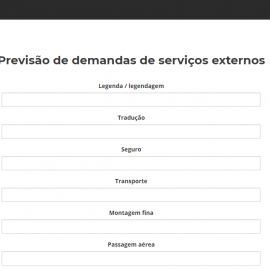 Previsão de demandas de serviços externos
Legenda / legendagem
Tradução
Seguro
Transporte
Montagem fina
Passagem aérea